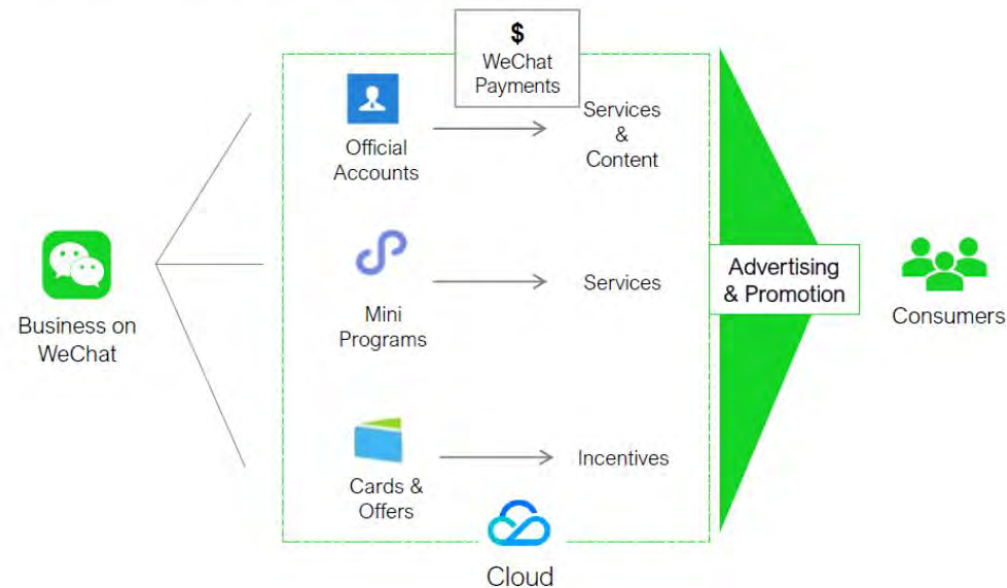 $
WeChat
Payments
Official
Accounts
Services
&
Content
Business on
WeChat
Mini
Programs
Services
Advertising
& Promotion
Consumers
Cards &
Offers
Incentives
Cloud